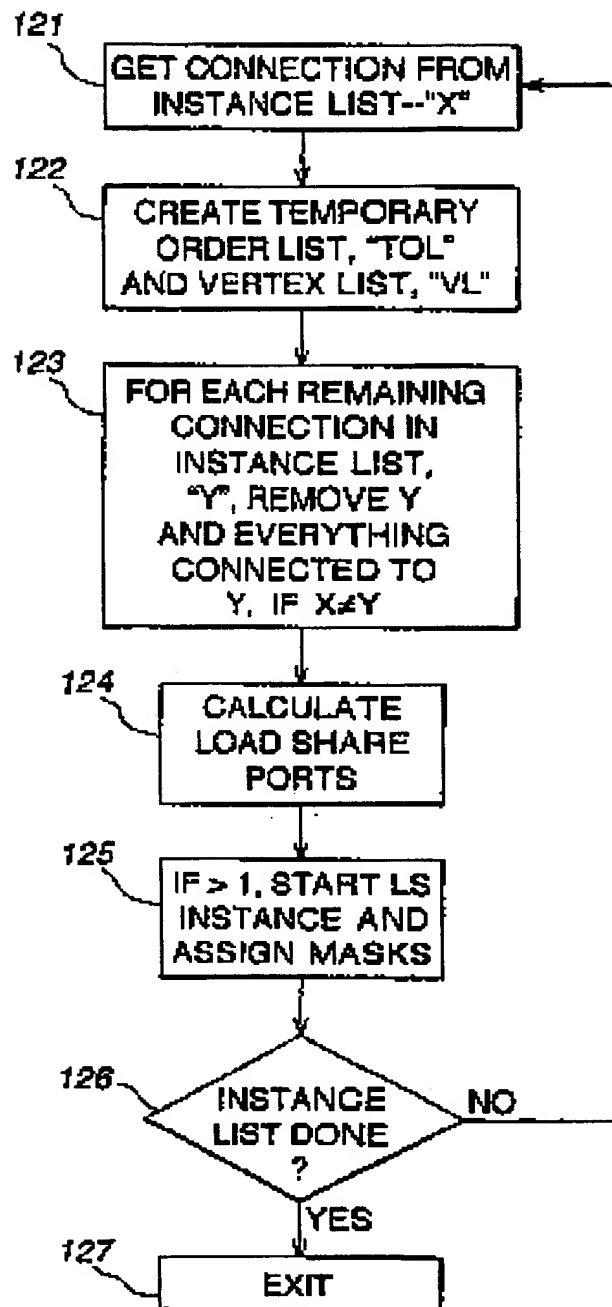 121
GET CONNECTION FROM
INSTANCE LIST--"X"
122
CREATE TEMPORARY
ORDER LIST, "TOL"
AND VERTEX LIST, "VL"
123
FOR EACH REMAINING
CONNECTION IN
INSTANCE LIST,
"Y", REMOVE Y
AND EVERYTHING
CONNECTED TO
Y, IF X≠Y
124
CALCULATE
LOAD SHARE
PORTS
125
IF > 1, START LS
INSTANCE AND
ASSIGN MASKS
126
INSTANCE
LIST DONE
?
NO
YES
127
EXIT